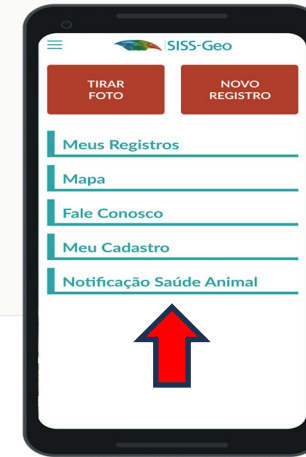 SISS-Geo
TIRAR
FOTO
NOVO
REGISTRO
Meus Registros
Mapa
Fale Conosco
Meu Cadastro
Notificação Saúde Animal